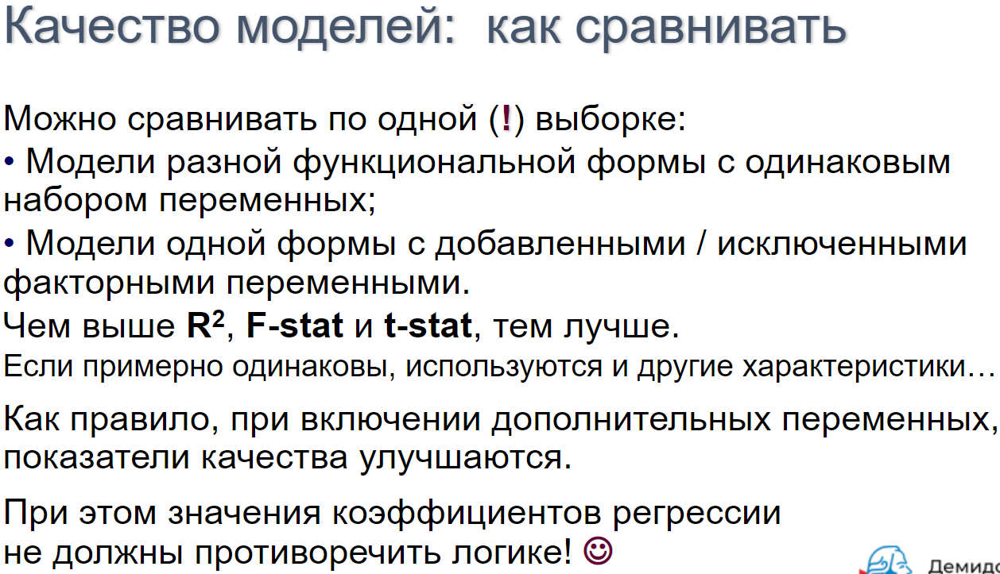 Качество моделей: как сравнивать
Можно сравнивать по одной (!) выборке:
• Модели разной функциональной формы с одинаковым
набором переменных;
• Модели одной формы с добавленными / исключенными
факторными переменными.
Чем выше R², F-stat и t-stat, тем лучше.
Если примерно одинаковы, используются и другие характеристики…
Как правило, при включении дополнительных переменных,
показатели качества улучшаются.
При этом значения коэффициентов регрессии
не должны противоречить логике! ☺